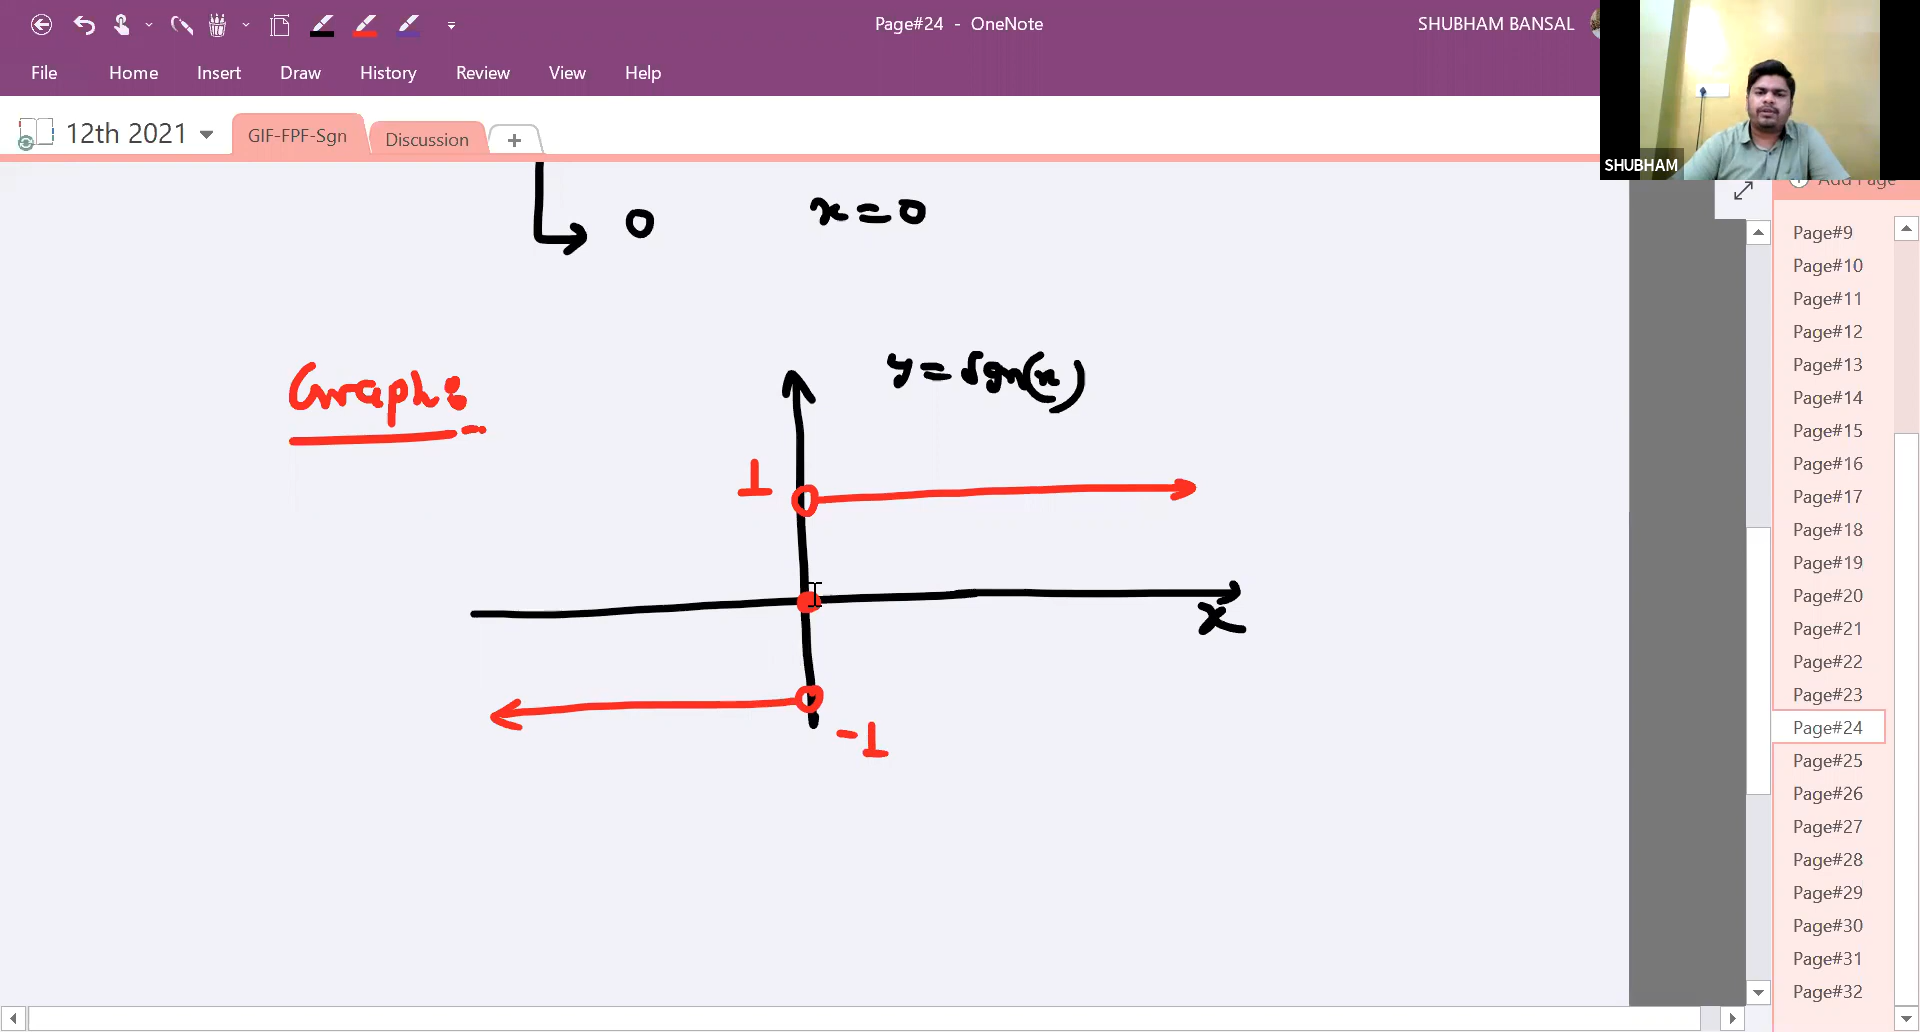 Page#24 - OneNote
SHUBHAM BANSAL
File Home Insert Draw History Review View Help
SHUBHAM
12th 2021
GIF-FPF-Sgn
Discussion
+
Add Page
0 x = 0
Graph:-
y = Sgn(x)
1
x
-1
Page#9
Page#10
Page#11
Page#12
Page#13
Page#14
Page#15
Page#16
Page#17
Page#18
Page#19
Page#20
Page#21
Page#22
Page#23
Page#24
Page#25
Page#26
Page#27
Page#28
Page#29
Page#30
Page#31
Page#32